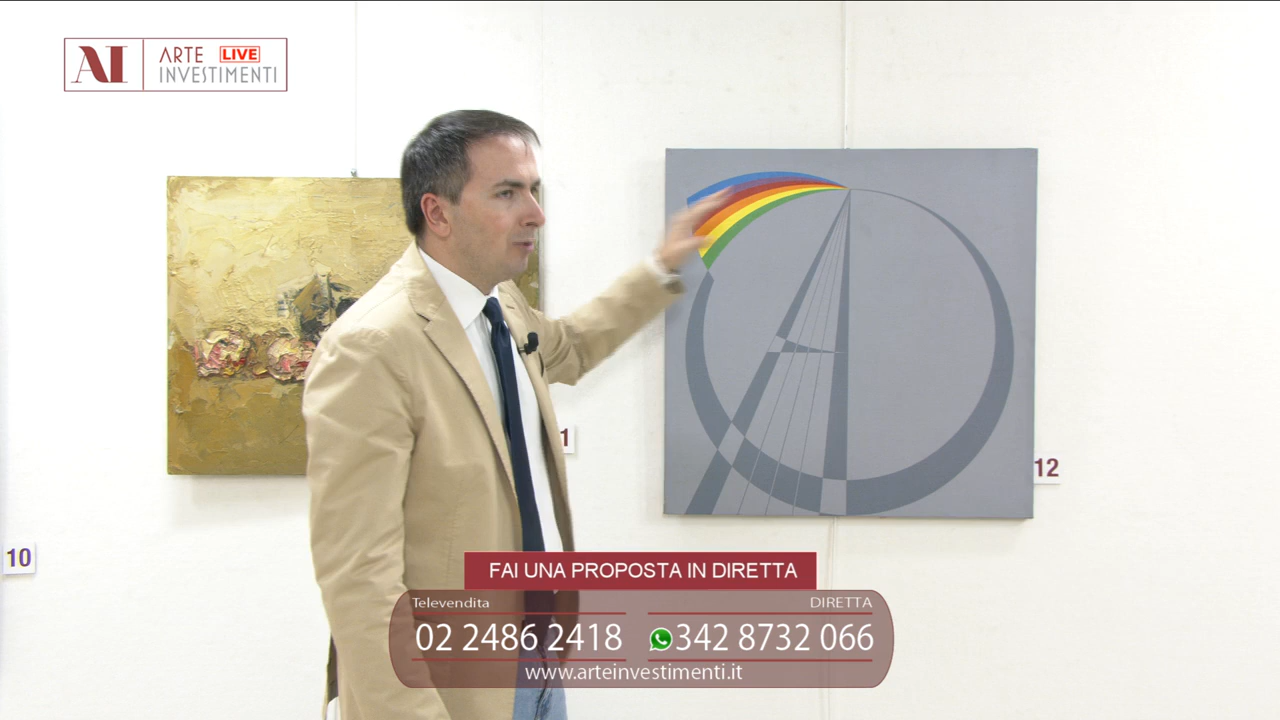 AI
ARTE LIVE
INVESTIMENTI
1
12
10
FAI UNA PROPOSTA IN DIRETTA
Televendita
DIRETTA
02 2486 2418
342 8732 066
www.arteinvestimenti.it